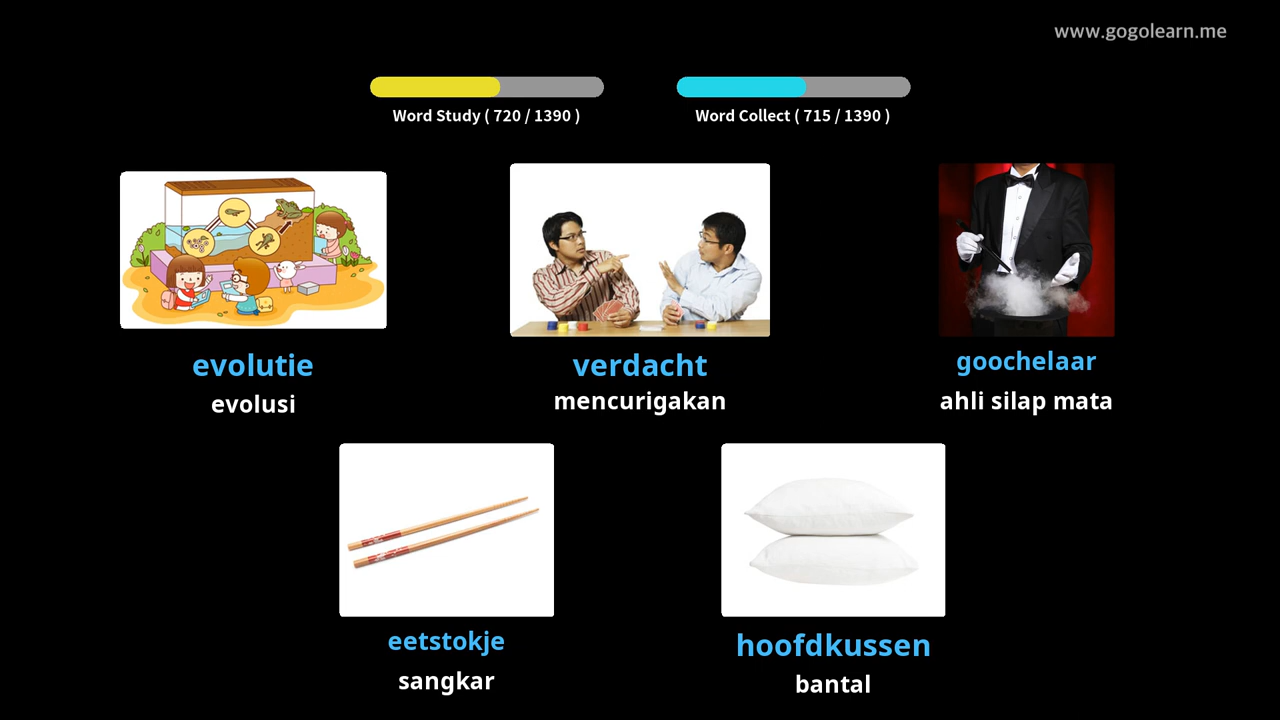 www.gogolearn.me
Word Study ( 720 / 1390 )
Word Collect ( 715 / 1390 )
evolutie
evolusi
verdacht
mencurigakan
goochelaar
ahli silap mata
eetstokje
sangkar
hoofdkussen
bantal